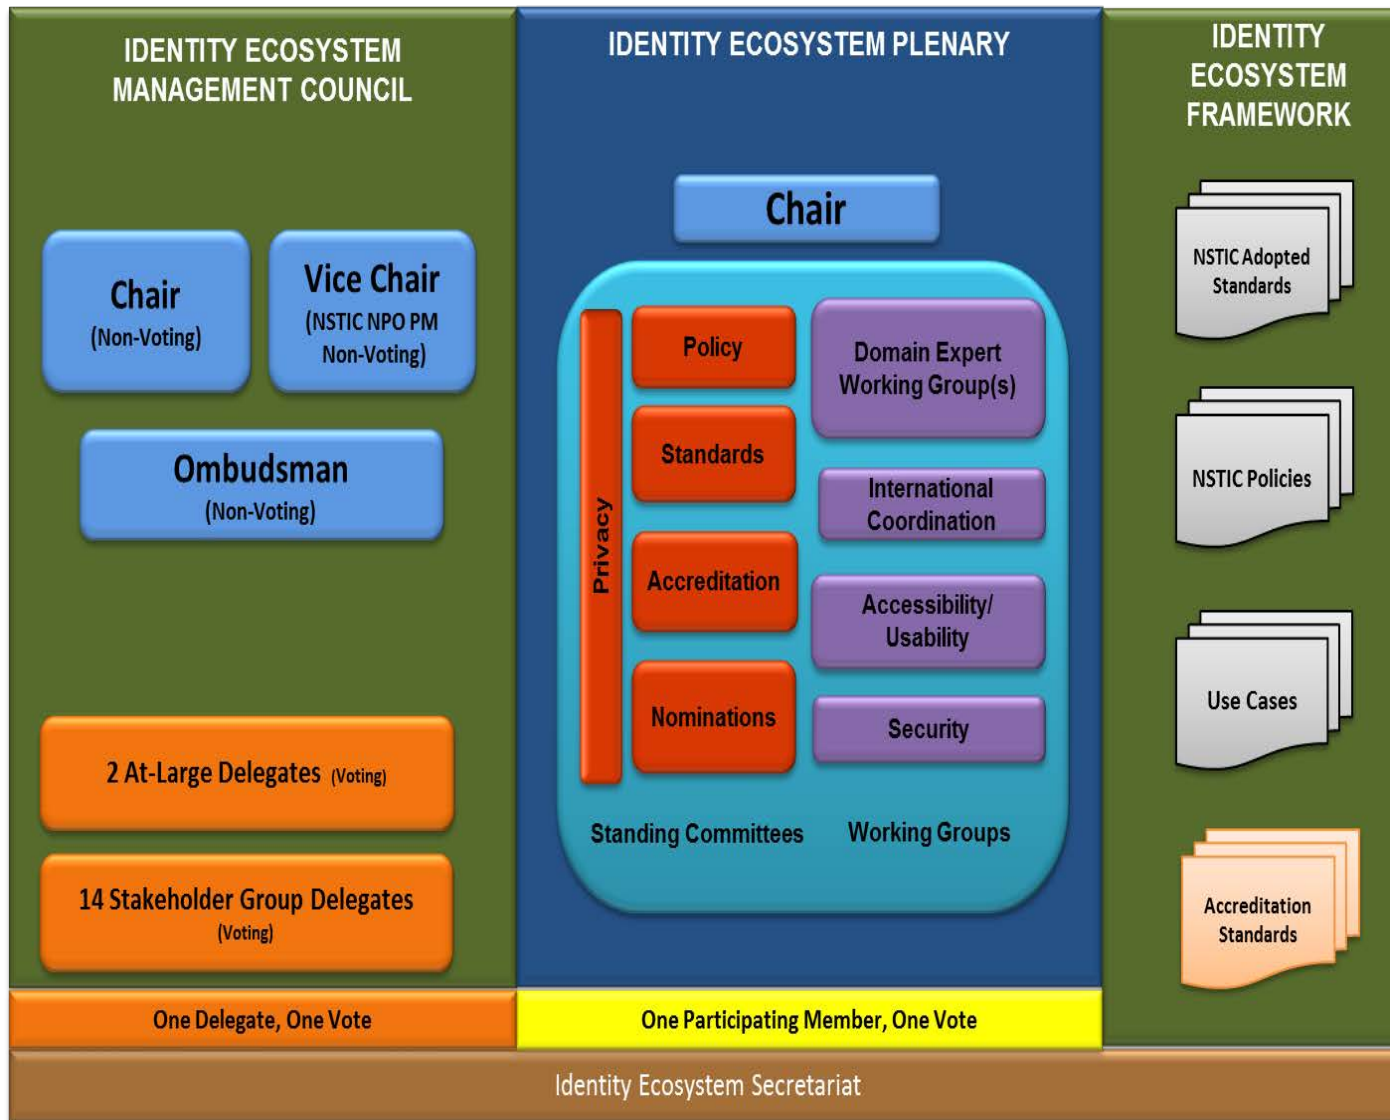 IDENTITY ECOSYSTEM
MANAGEMENT COUNCIL
Chair
(Non-Voting)
Vice Chair
(NSTIC NPO PM
Non-Voting)
Ombudsman
(Non-Voting)
2 At-Large Delegates (Voting)
14 Stakeholder Group Delegates
(Voting)
One Delegate, One Vote
IDENTITY ECOSYSTEM PLENARY
Chair
Privacy
Policy
Standards
Accreditation
Nominations
Standing Committees
Domain Expert
Working Group(s)
International
Coordination
Accessibility/
Usability
Security
Working Groups
One Participating Member, One Vote
IDENTITY
ECOSYSTEM
FRAMEWORK
NSTIC Adopted
Standards
NSTIC Policies
Use Cases
Accreditation
Standards
Identity Ecosystem Secretariat